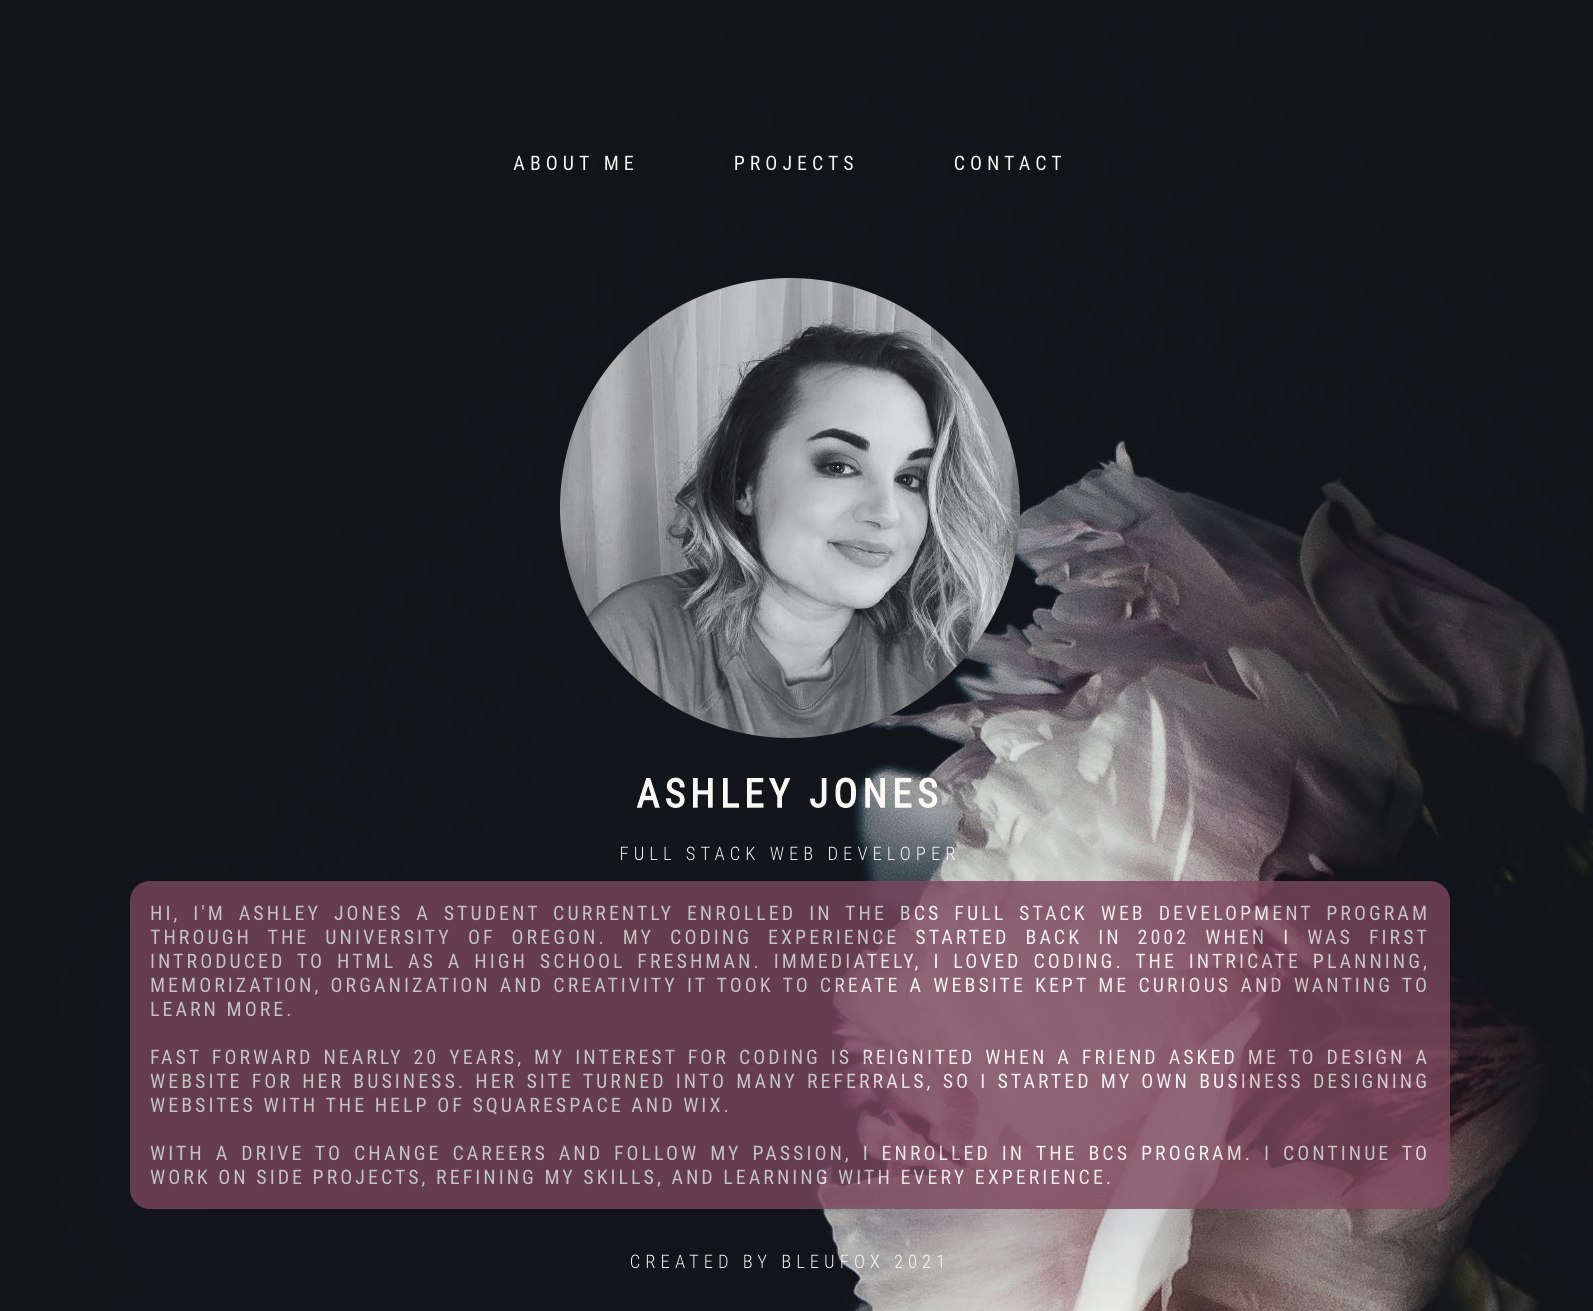 ABOUT ME PROJECTS CONTACT
ASHLEY JONES
FULL STACK WEB DEVELOPER
HI, I'M ASHLEY JONES A STUDENT CURRENTLY ENROLLED IN THE BCS FULL STACK WEB DEVELOPMENT PROGRAM
THROUGH THE UNIVERSITY OF OREGON. MY CODING EXPERIENCE STARTED BACK IN 2002 WHEN I WAS FIRST
INTRODUCED TO HTML AS A HIGH SCHOOL FRESHMAN. IMMEDIATELY, I LOVED CODING. THE INTRICATE PLANNING,
MEMORIZATION, ORGANIZATION AND CREATIVITY IT TOOK TO CREATE A WEBSITE KEPT ME CURIOUS AND WANTING TO
LEARN MORE.
FAST FORWARD NEARLY 20 YEARS, MY INTEREST FOR CODING IS REIGNITED WHEN A FRIEND ASKED ME TO DESIGN A
WEBSITE FOR HER BUSINESS. HER SITE TURNED INTO MANY REFERRALS, SO I STARTED MY OWN BUSINESS DESIGNING
WEBSITES WITH THE HELP OF SQUARESPACE AND WIX.
WITH A DRIVE TO CHANGE CAREERS AND FOLLOW MY PASSION, I ENROLLED IN THE BCS PROGRAM. I CONTINUE TO
WORK ON SIDE PROJECTS, REFINING MY SKILLS, AND LEARNING WITH EVERY EXPERIENCE.
CREATED BY BLEUFOX 2021